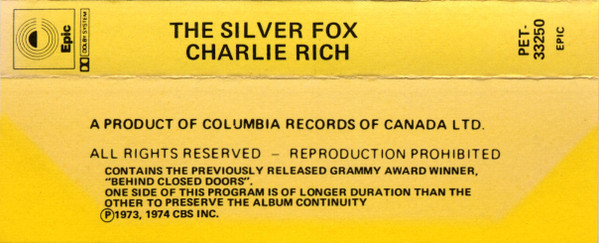 Epic
DOLBY SYSTEM
THE SILVER FOX
CHARLIE RICH
PET-
33250
EPIC
A PRODUCT OF COLUMBIA RECORDS OF CANADA LTD.
ALL RIGHTS RESERVED – REPRODUCTION PROHIBITED
CONTAINS THE PREVIOUSLY RELEASED GRAMMY AWARD WINNER,
"BEHIND CLOSED DOORS".
ONE SIDE OF THIS PROGRAM IS OF LONGER DURATION THAN THE
OTHER TO PRESERVE THE ALBUM CONTINUITY
Ⓟ1973, 1974 CBS INC.